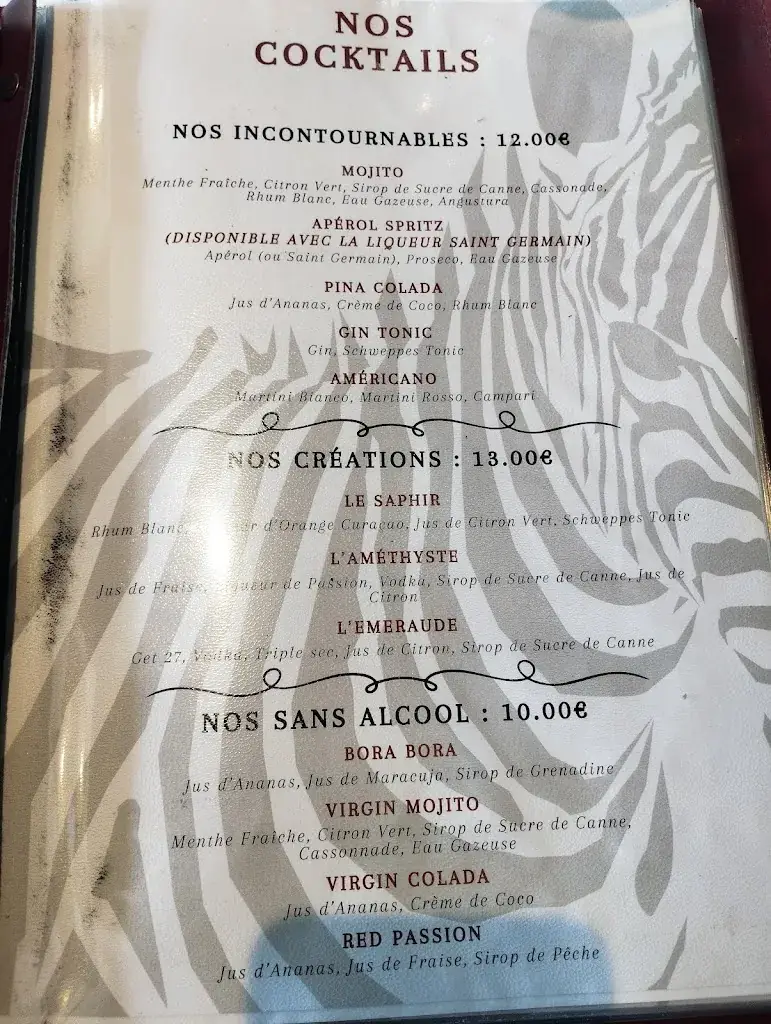 NOS
COCKTAILS
NOS INCONTOURNABLES : 12.00€
MOJITO
Menthe Fraîche, Citron Vert, Sirop de Sucre de Canne, Cassonade,
Rhum Blanc, Eau Gazeuse, Angustura
APÉROL SPRITZ
(DISPONIBLE AVEC LA LIQUEUR SAINT GERMAIN)
Apérol (ou Saint Germain), Proseco, Eau Gazeuse
PINA COLADA
Jus d'Ananas, Crème de Coco, Rhum Blanc
GIN TONIC
Gin, Schweppes Tonic
AMÉRICANO
Martini Bianco, Martini Rosso, Campari
NOS CRÉATIONS : 13.00€
LE SAPHIR
Rhum Blanc, d'Orange Curaçao, Jus de Citron Vert, Schweppes Tonic
L'AMÉTHYSTE
Jus de Fraise, Liqueur de Passion, Vodka, Sirop de Sucre de Canne, Jus de
Citron
L'EMERAUDE
Get 27, Vodka, Triple sec, Jus de Citron, Sirop de Sucre de Canne
NOS SANS ALCOOL : 10.00€
BORA BORA
Jus d'Ananas, Jus de Maracuja, Sirop de Grenadine
VIRGIN MOJITO
Menthe Fraîche, Citron Vert, Sirop de Sucre de Canne,
Cassonnade, Eau Gazeuse
VIRGIN COLADA
Jus d'Ananas, Crème de Coco
RED PASSION
Jus d'Ananas, Jus de Fraise, Sirop de Pêche